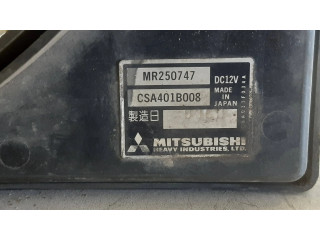 MR250747
DC12V
CSA401B008
MADE
IN
JAPAN
製造日
MITSUBISHI
HEAVY INDUSTRIES, LTD.